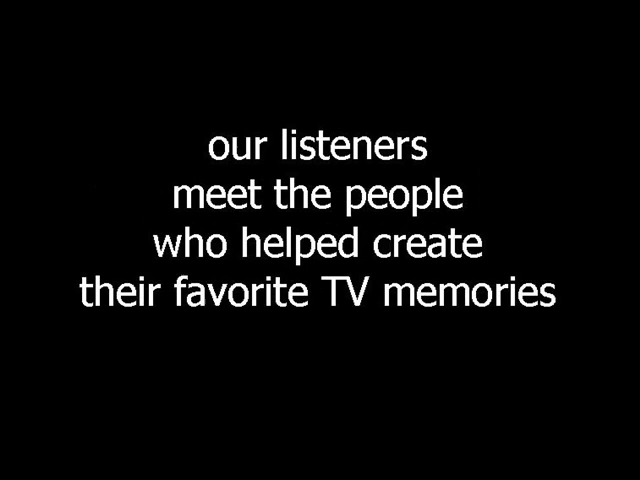 our listeners
meet the people
who helped create
their favorite TV memories